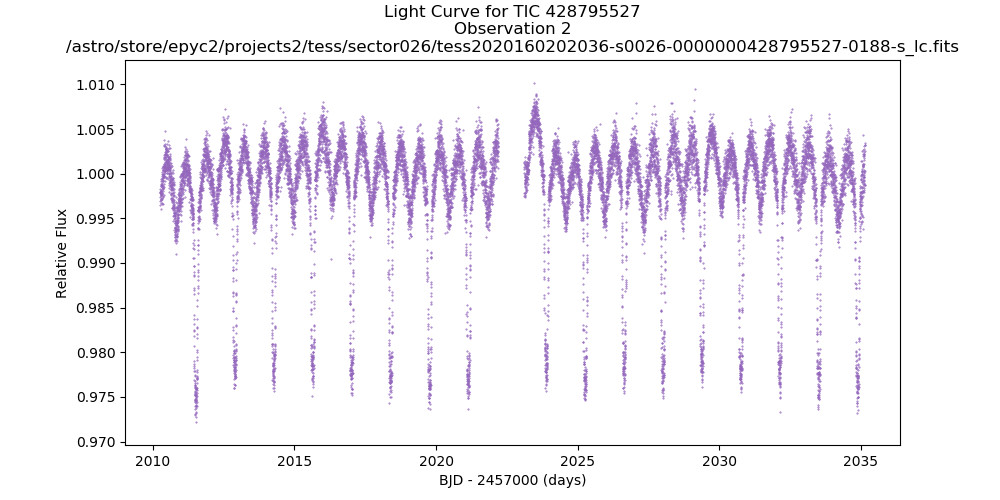 Light Curve for TIC 428795527
Observation 2
/astro/store/epyc2/projects2/tess/sector026/tess2020160202036-s0026-0000000428795527-0188-s_lc.fits
1.010
1.005
1.000
0.995
0.990
0.985
0.980
0.975
0.970
Relative Flux
2010 2015 2020 2025 2030 2035
BJD - 2457000 (days)